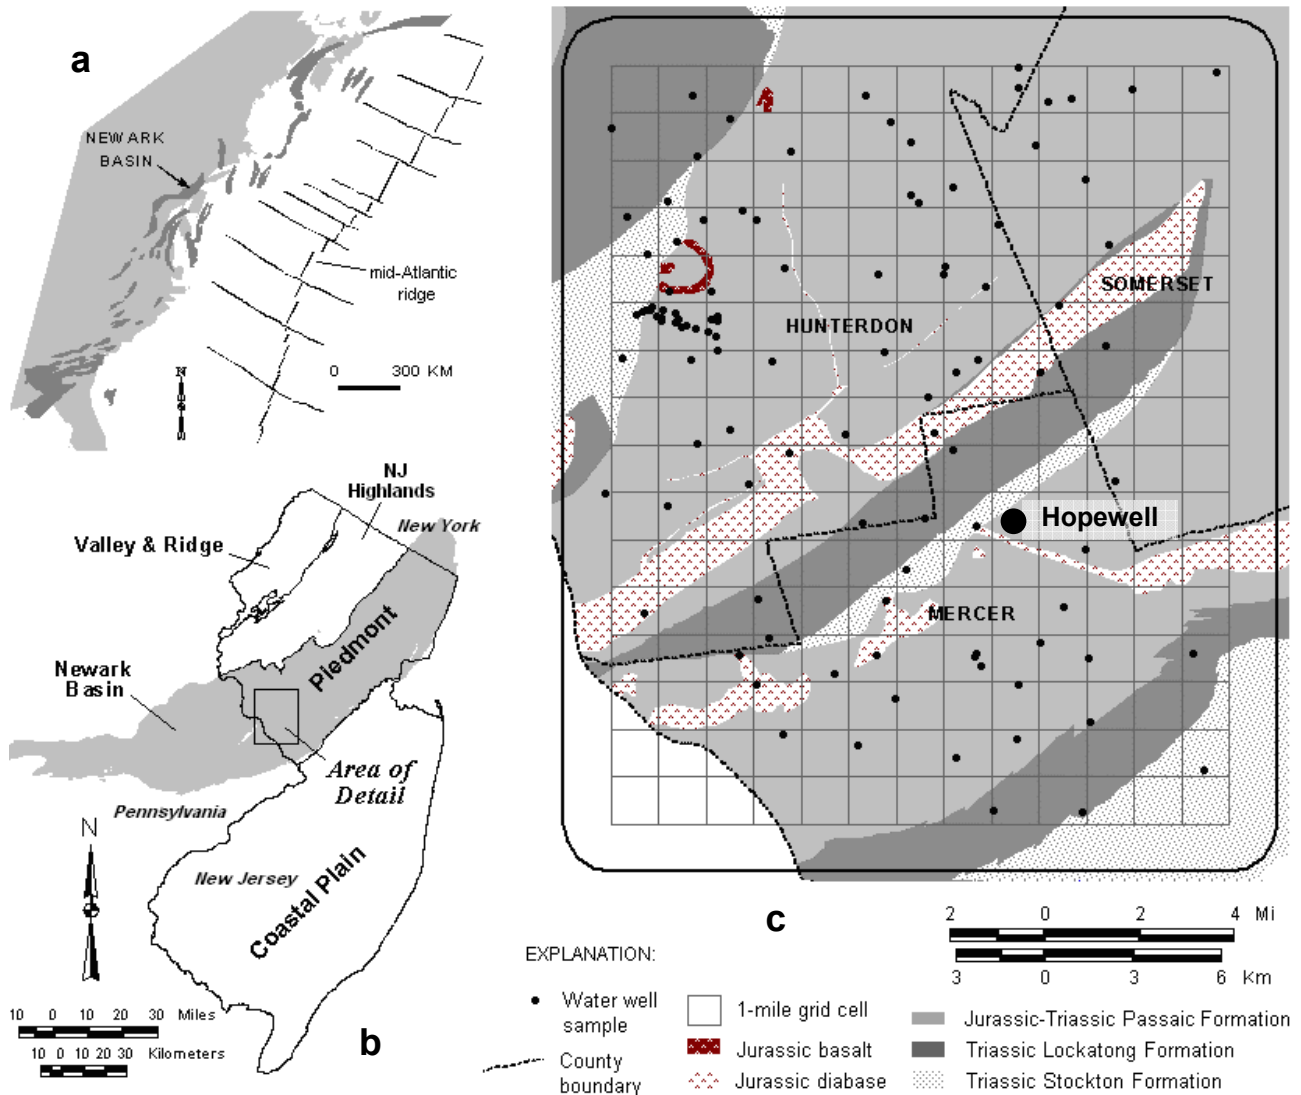 a
NEWARK
BASIN
mid-Atlantic
ridge
0 300 KM
N
S
NJ
Highlands
New York
Valley & Ridge
Piedmont
Newark
Basin
Area of
Detail
Pennsylvania
N
New Jersey
Coastal Plain
10 0 10 20 30 Miles
10 0 10 20 30 Kilometers
b
SOMERSET
HUNTERDON
Hopewell
MERCER
c
2 0 2 4 Mi
3 0 3 6 Km
EXPLANATION:
Water well
sample
County
boundary
1-mile grid cell
Jurassic basalt
Jurassic diabase
Jurassic-Triassic Passaic Formation
Triassic Lockatong Formation
Triassic Stockton Formation